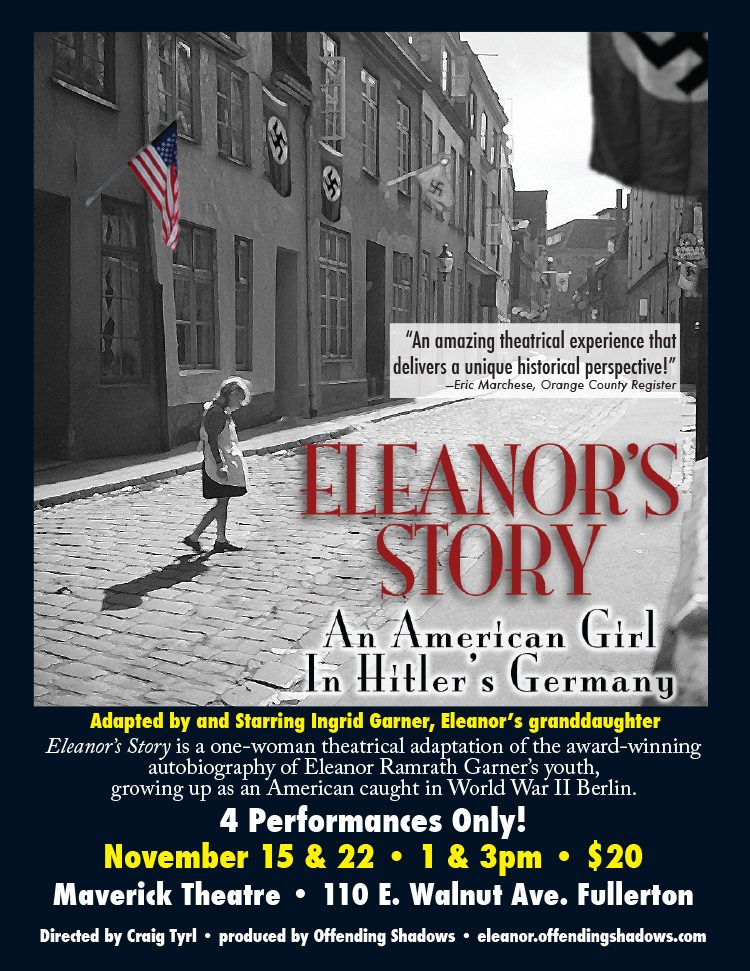 “An amazing theatrical experience that
delivers a unique historical perspective!”
—Eric Marchese, Orange County Register
ELEANOR’S
STORY
An American Girl
In Hitler’s Germany
Adapted by and Starring Ingrid Garner, Eleanor’s granddaughter
Eleanor’s Story is a one-woman theatrical adaptation of the award-winning
autobiography of Eleanor Ramrath Garner’s youth,
growing up as an American caught in World War II Berlin.
4 Performances Only!
November 15 & 22 • 1 & 3pm • $20
Maverick Theatre • 110 E. Walnut Ave. Fullerton
Directed by Craig Tyrl • produced by Offending Shadows • eleanor.offendingshadows.com